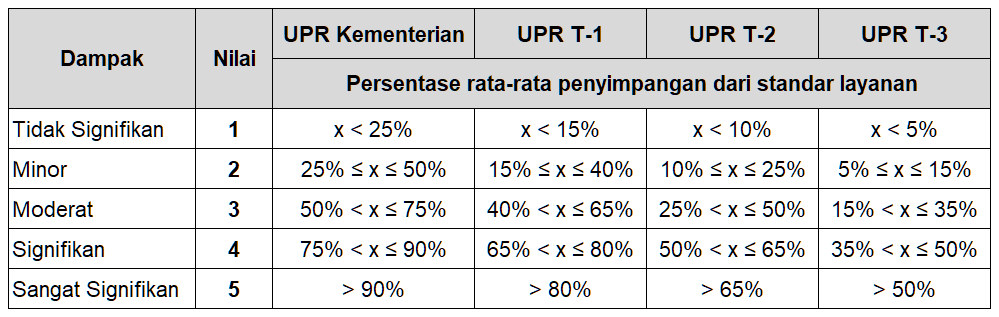 Dampak Nilai UPR Kementerian UPR T-1 UPR T-2 UPR T-3
Persentase rata-rata penyimpangan dari standar layanan
Tidak Signifikan 1 x < 25% x < 15% x < 10% x < 5%
Minor 2 25% ≤ x ≤ 50% 15% ≤ x ≤ 40% 10% ≤ x ≤ 25% 5% ≤ x ≤ 15%
Moderat 3 50% < x ≤ 75% 40% < x ≤ 65% 25% < x ≤ 50% 15% < x ≤ 35%
Signifikan 4 75% < x ≤ 90% 65% < x ≤ 80% 50% < x ≤ 65% 35% < x ≤ 50%
Sangat Signifikan 5 > 90% > 80% > 65% > 50%